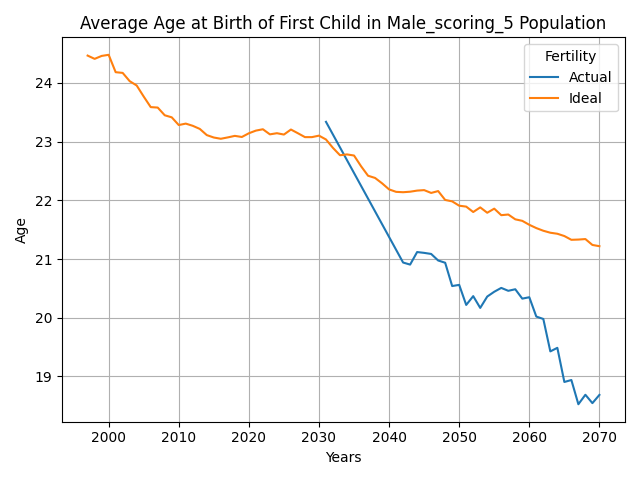 Average Age at Birth of First Child in Male_scoring_5 Population
Fertility
Actual
Ideal
Age
24
23
22
21
20
19
2000 2010 2020 2030 2040 2050 2060 2070
Years